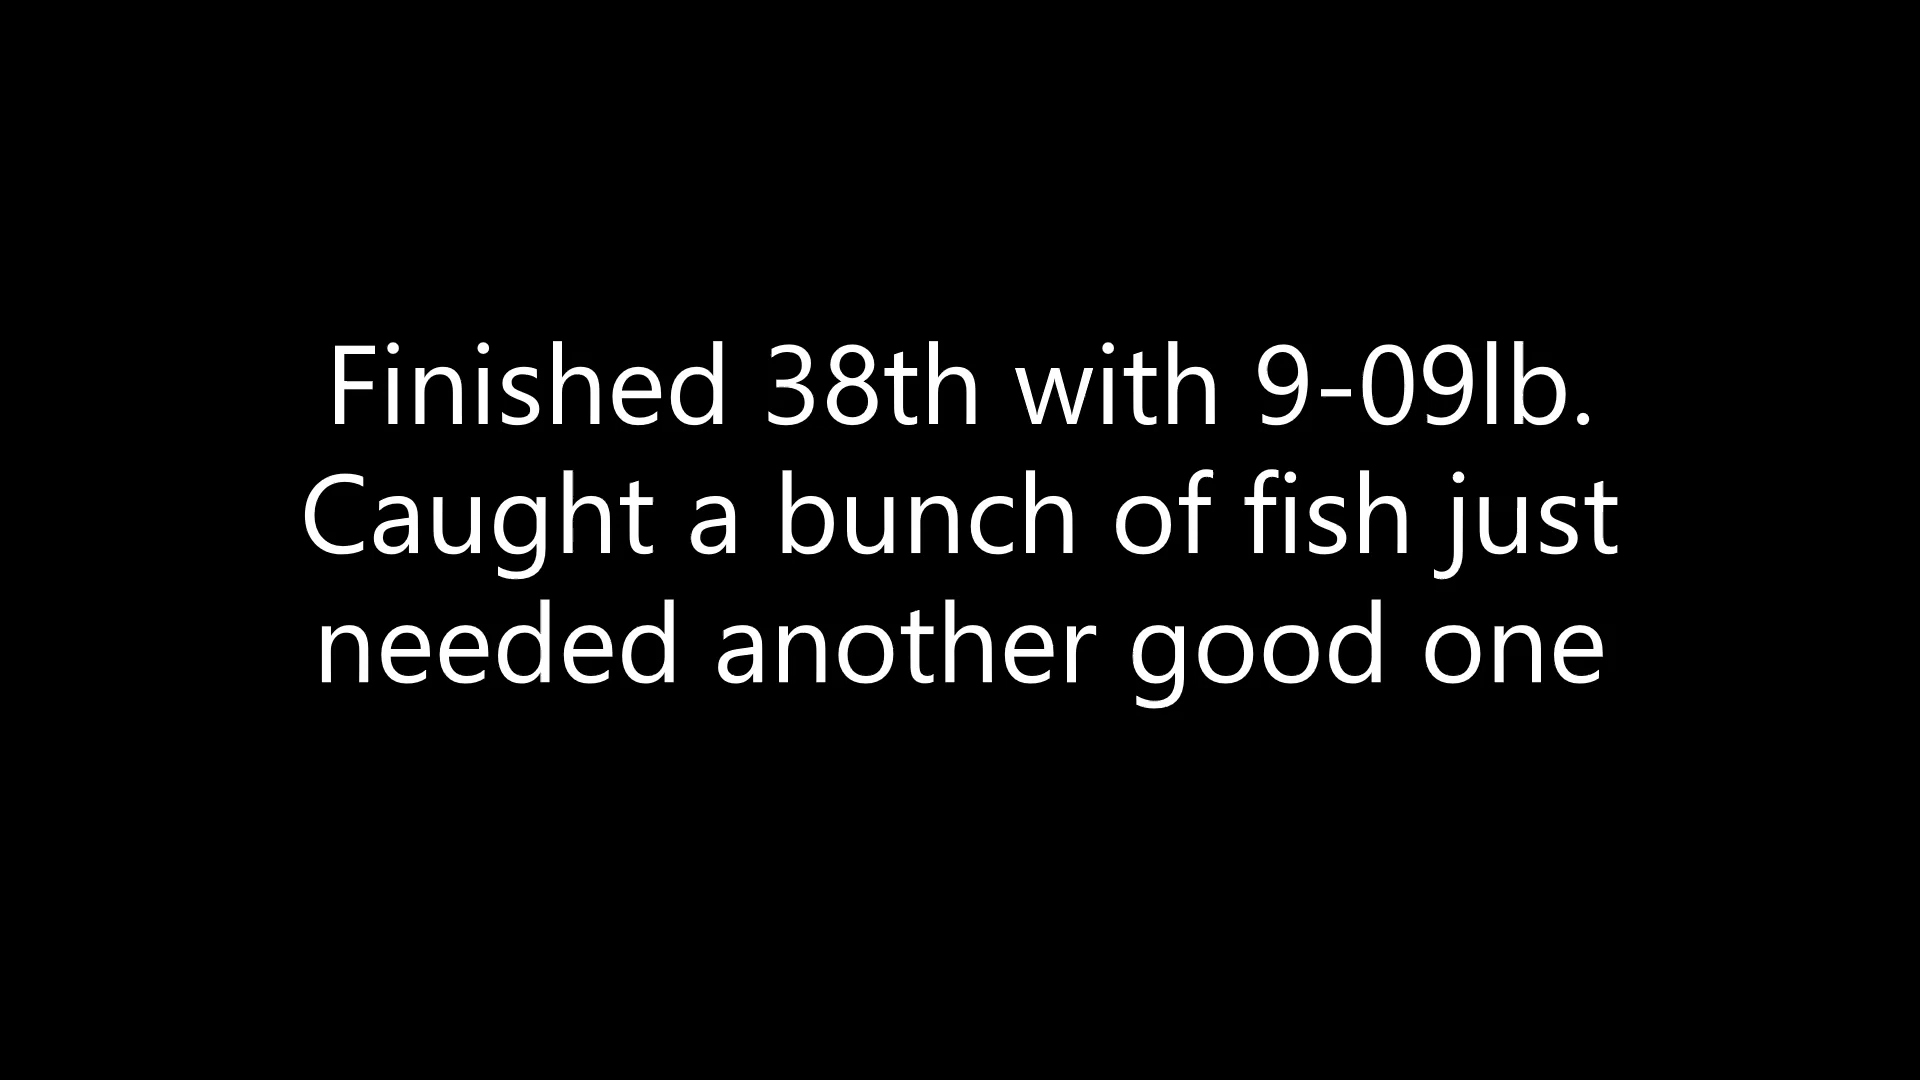 Finished 38th with 9-09lb.
Caught a bunch of fish just
needed another good one